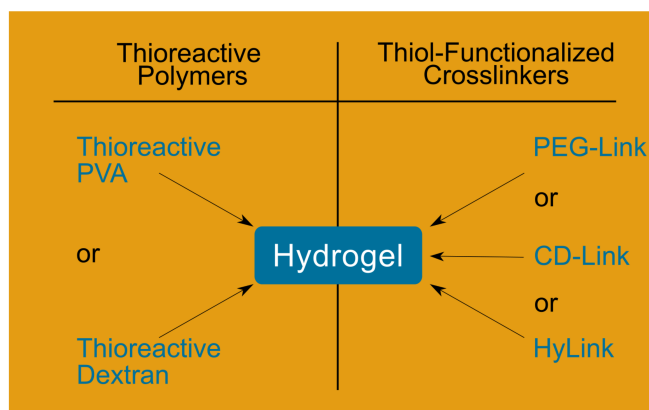 Thioreactive
Polymers
Thiol-Functionalized
Crosslinkers
Thioreactive
PVA
or
Thioreactive
Dextran
Hydrogel
PEG-Link
or
CD-Link
or
HyLink